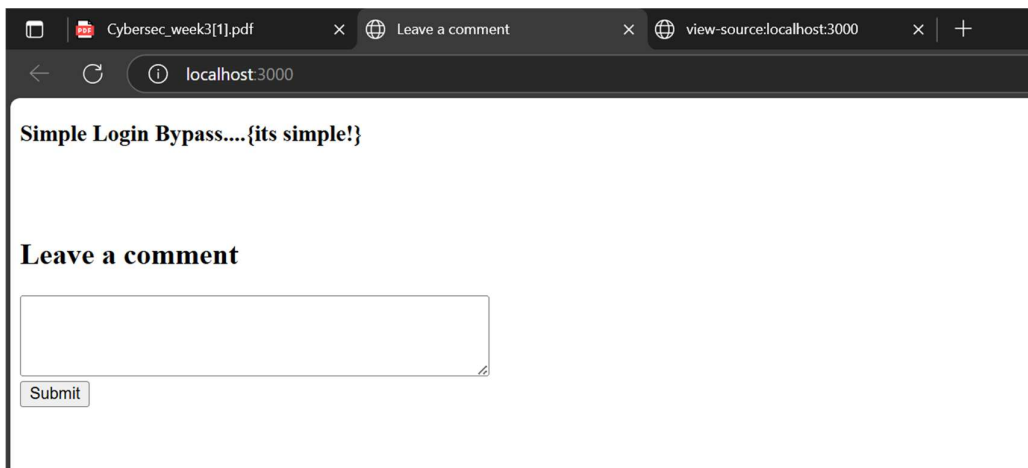 PDF Cybersec_week3[1].pdf Leave a comment view-source:localhost:3000
localhost:3000
Simple Login Bypass....{its simple!}
Leave a comment
Submit